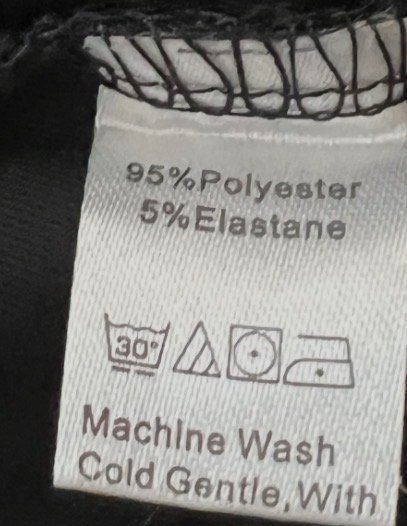 95%Polyester
5%Elastane
30°
Machine Wash
Cold Gentle,With